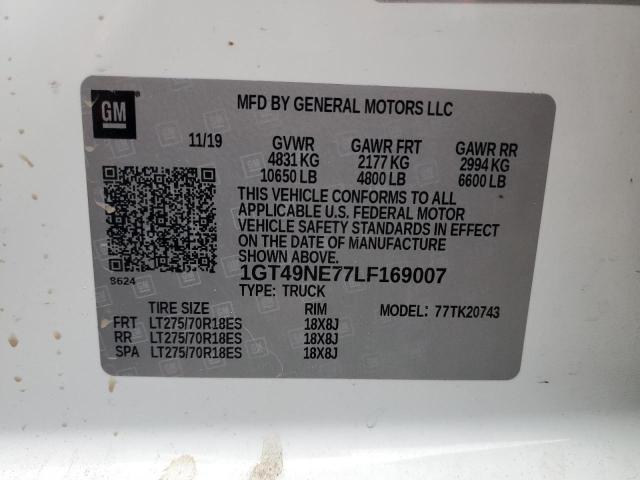 GM
MFD BY GENERAL MOTORS LLC
11/19 GVWR GAWR FRT GAWR RR
4831 KG 2177 KG 2994 KG
10650 LB 4800 LB 6600 LB
THIS VEHICLE CONFORMS TO ALL
APPLICABLE U.S. FEDERAL MOTOR
VEHICLE SAFETY STANDARDS IN EFFECT
ON THE DATE OF MANUFACTURE
SHOWN ABOVE.
S624
1GT49NE77LF169007
TYPE: TRUCK
TIRE SIZE RIM MODEL: 77TK20743
FRT LT275/70R18ES 18X8J
RR LT275/70R18ES 18X8J
SPA LT275/70R18ES 18X8J